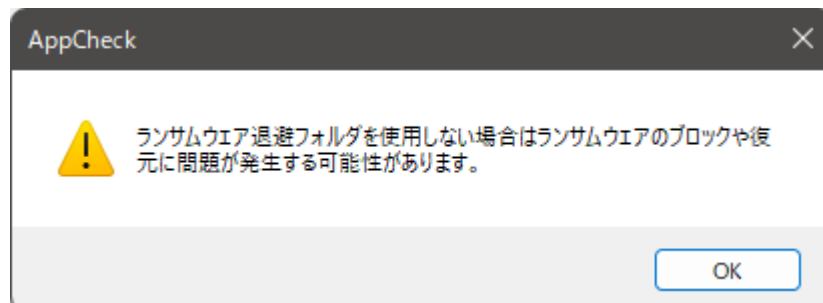 AppCheck
ランサムウエア退避フォルダを使用しない場合はランサムウエアのブロックや復
元に問題が発生する可能性があります。
OK